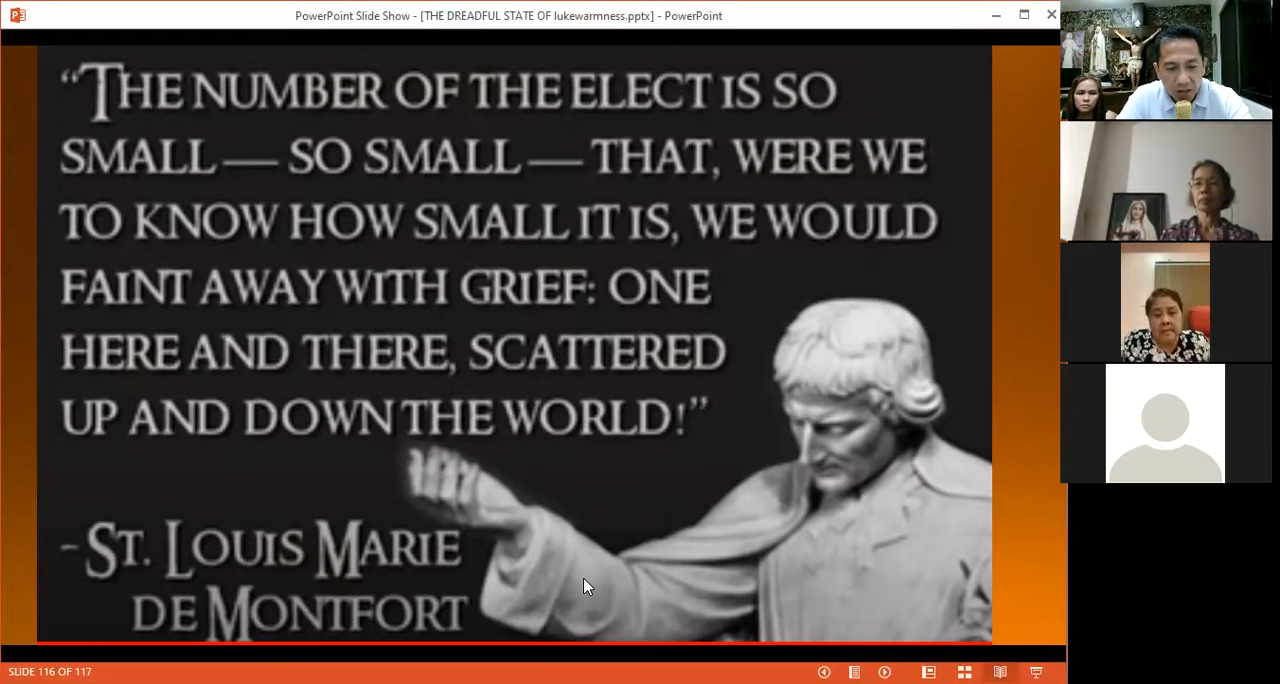 PowerPoint Slide Show - [THE DREADFUL STATE OF lukewarmness.pptx] - PowerPoint
“THE NUMBER OF THE ELECT IS SO
SMALL — SO SMALL — THAT, WERE WE
TO KNOW HOW SMALL IT IS, WE WOULD
FAINT AWAY WITH GRIEF: ONE
HERE AND THERE, SCATTERED
UP AND DOWN THE WORLD!”
- ST. LOUIS MARIE
DE MONTFORT
SLIDE 116 OF 117